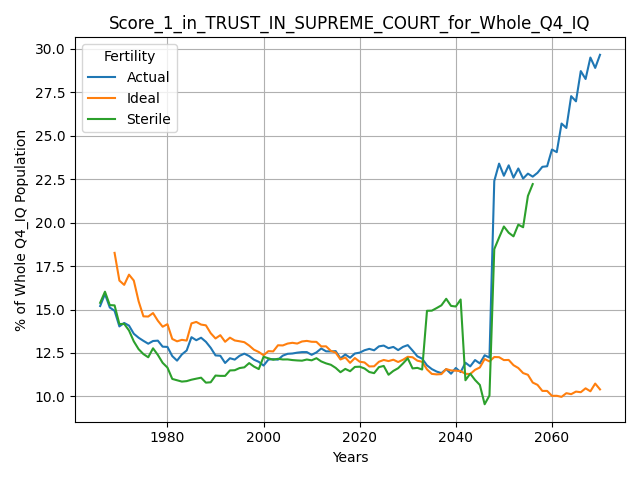 Score_1_in_TRUST_IN_SUPREME_COURT_for_Whole_Q4_IQ
Fertility
Actual
Ideal
Sterile
% of Whole Q4_IQ Population
30.0
27.5
25.0
22.5
20.0
17.5
15.0
12.5
10.0
1980 2000 2020 2040 2060
Years